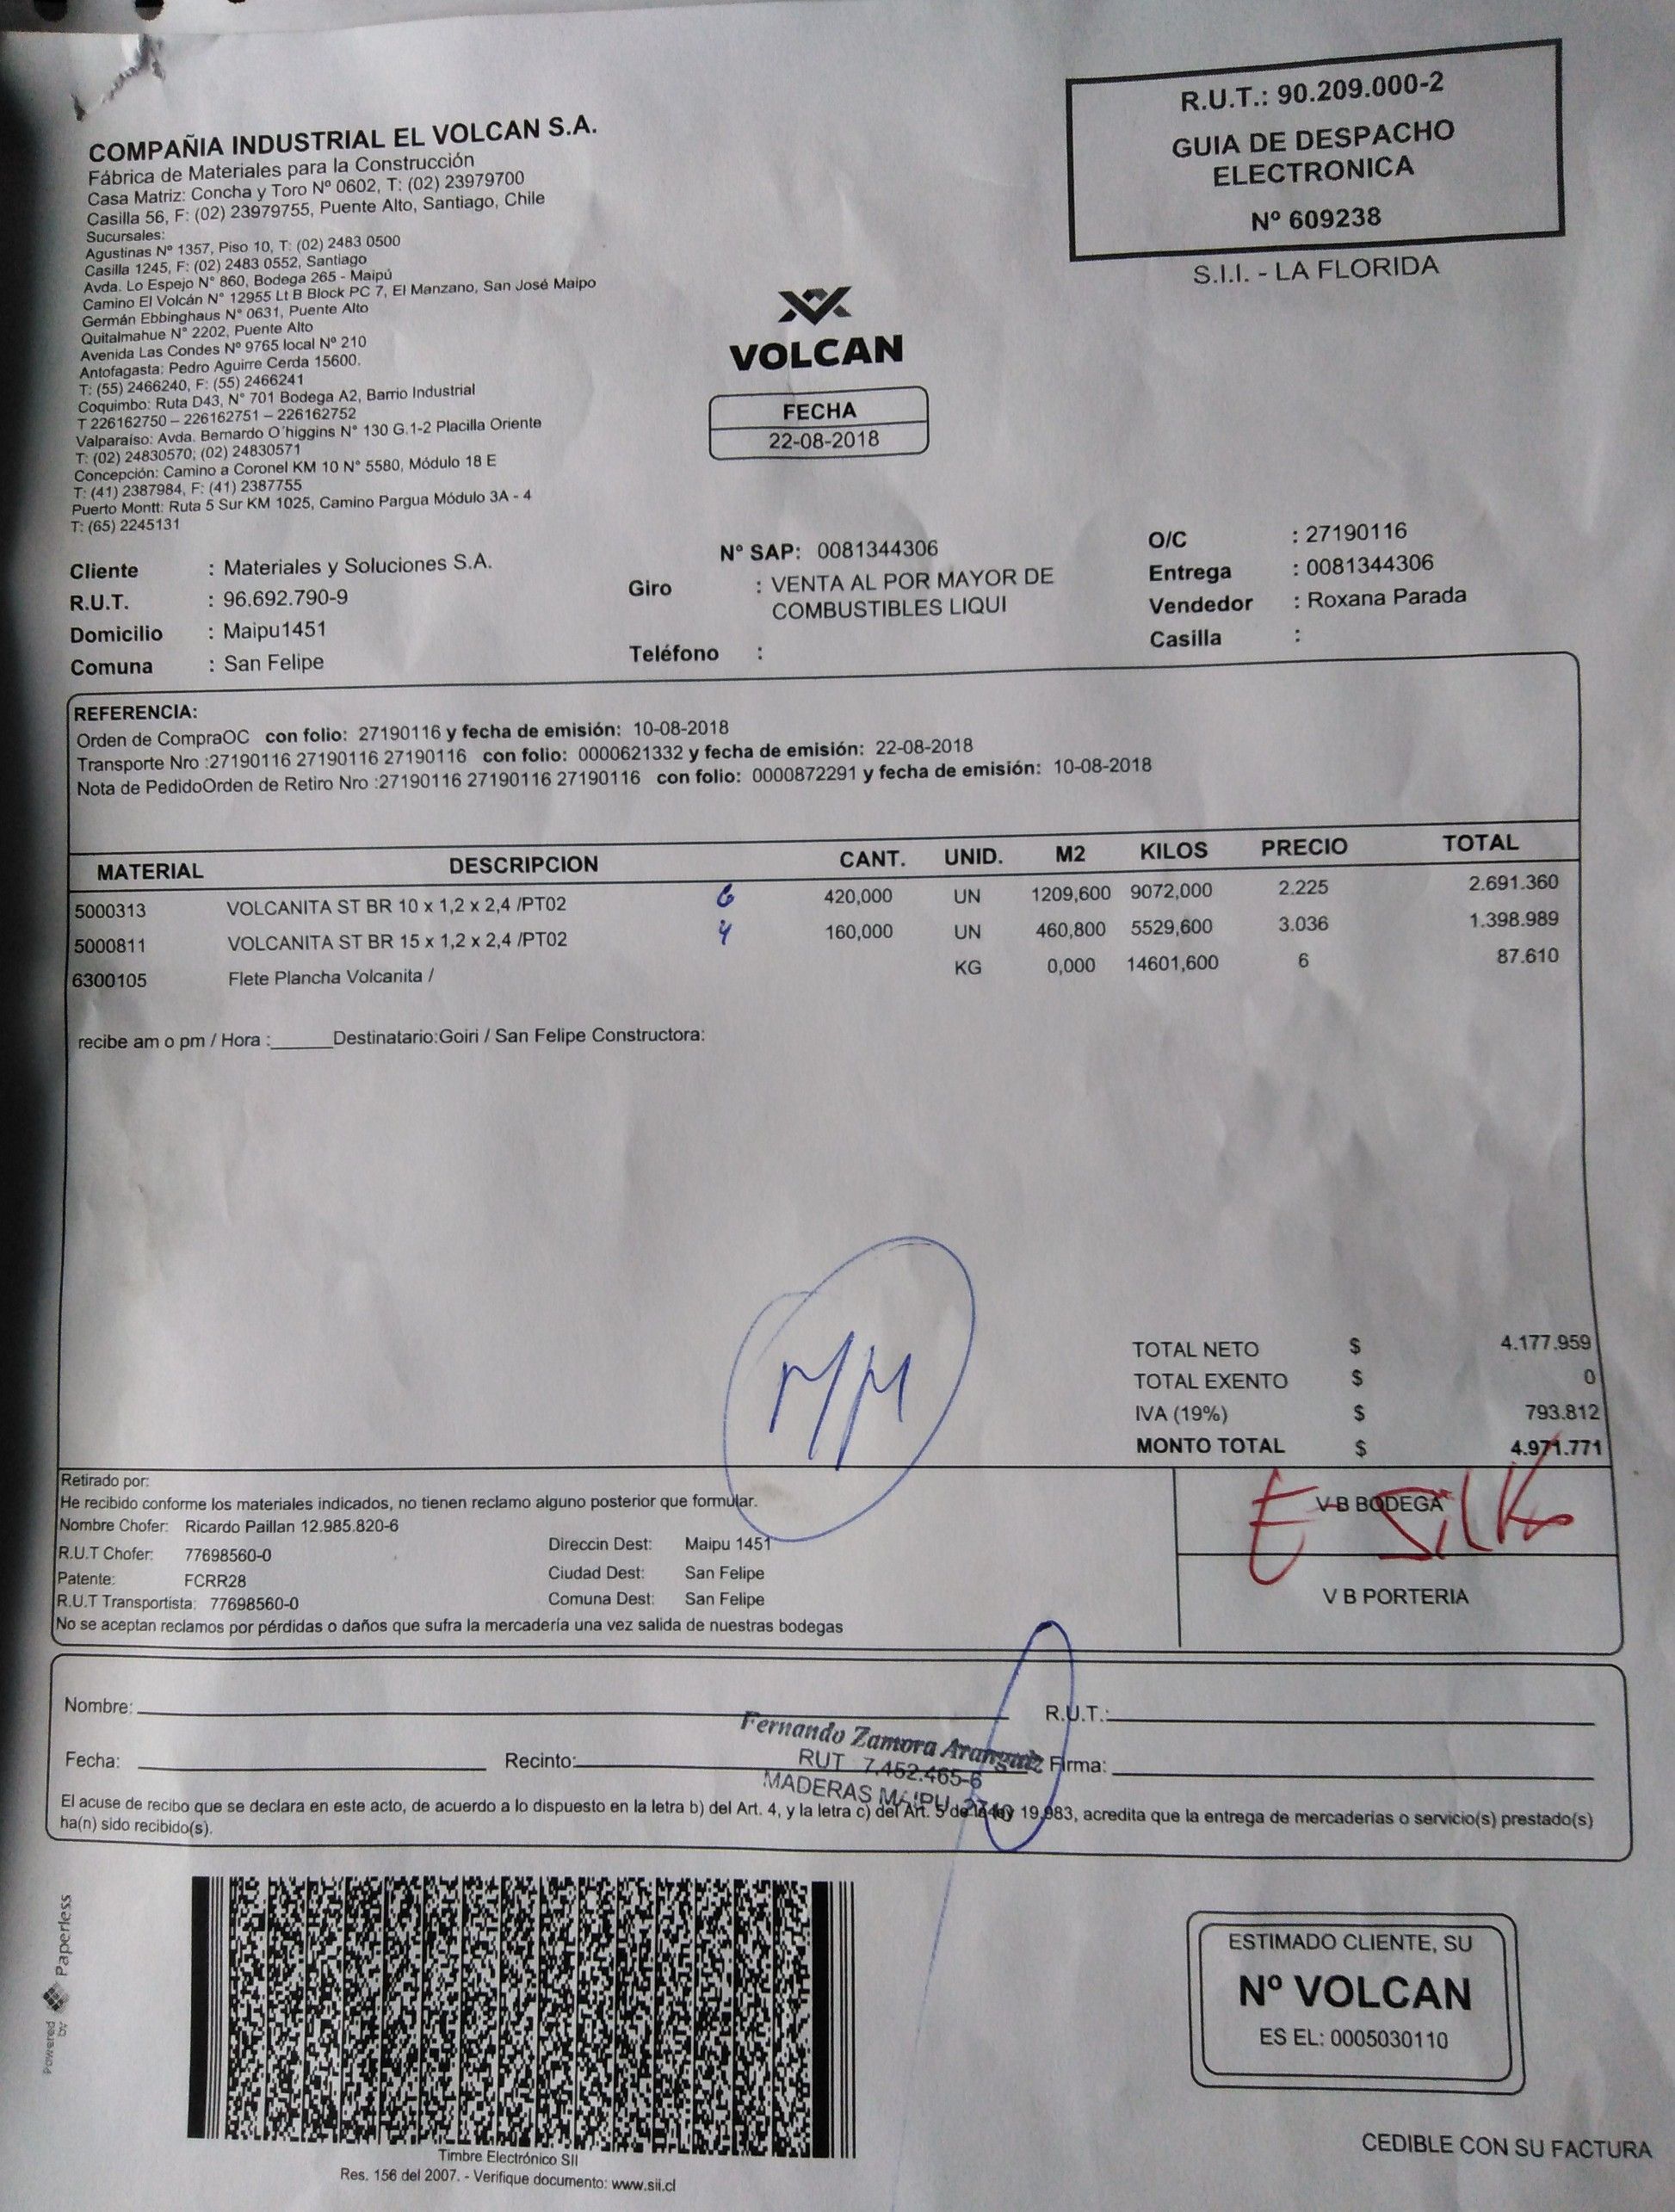 COMPAÑIA INDUSTRIAL EL VOLCAN S.A.
Fábrica de Materiales para la Construcción
Casa Matriz: Concha y Toro Nº 0602, T: (02) 23979700
Casilla 56, F: (02) 23979755, Puente Alto, Santiago, Chile
Sucursales:
Agustinas Nº 1357, Piso 10, T: (02) 2483 0500
Casilla 1245, F: (02) 2483 0552, Santiago
Avda. Lo Espejo N° 860, Bodega 265 - Maipú
Camino El Volcán N° 12955 Lt B Block PC 7, El Manzano, San José Maipo
Germán Ebbinghaus N° 0631, Puente Alto
Quitalmahue N° 2202, Puente Alto
Avenida Las Condes Nº 9765 local Nº 210
Antofagasta: Pedro Aguirre Cerda 15600.
T: (55) 2466240, F: (55) 2466241
Coquimbo: Ruta D43, N° 701 Bodega A2, Barrio Industrial
T 226162750 – 226162751 – 226162752
Valparaíso: Avda. Bernardo O´higgins N° 130 G.1-2 Placilla Oriente
T: (02) 24830570; (02) 24830571
Concepción: Camino a Coronel KM 10 N° 5580, Módulo 18 E
T: (41) 2387984, F: (41) 2387755
Puerto Montt: Ruta 5 Sur KM 1025, Camino Pargua Módulo 3A - 4
T: (65) 2245131
R.U.T.: 90.209.000-2
GUIA DE DESPACHO
ELECTRONICA
Nº 609238
S.I.I. - LA FLORIDA
VOLCAN
FECHA
22-08-2018
Cliente : Materiales y Soluciones S.A.
R.U.T. : 96.692.790-9
Domicilio : Maipu1451
Comuna : San Felipe
N° SAP: 0081344306
Giro : VENTA AL POR MAYOR DE
COMBUSTIBLES LIQUI
Teléfono :
O/C : 27190116
Entrega : 0081344306
Vendedor : Roxana Parada
Casilla :
REFERENCIA:
Orden de CompraOC con folio: 27190116 y fecha de emisión: 10-08-2018
Transporte Nro :27190116 27190116 27190116 con folio: 0000621332 y fecha de emisión: 22-08-2018
Nota de PedidoOrden de Retiro Nro :27190116 27190116 27190116 con folio: 0000872291 y fecha de emisión: 10-08-2018
MATERIAL DESCRIPCION CANT. UNID. M2 KILOS PRECIO TOTAL
5000313 VOLCANITA ST BR 10 x 1,2 x 2,4 /PT02 6 420,000 UN 1209,600 9072,000 2.225 2.691.360
5000811 VOLCANITA ST BR 15 x 1,2 x 2,4 /PT02 4 160,000 UN 460,800 5529,600 3.036 1.398.989
6300105 Flete Plancha Volcanita / KG 0,000 14601,600 6 87.610
recibe am o pm / Hora :______Destinatario:Goiri / San Felipe Constructora:
TOTAL NETO $ 4.177.959
TOTAL EXENTO $ 0
IVA (19%) $ 793.812
MONTO TOTAL $ 4.971.771
Retirado por:
He recibido conforme los materiales indicados, no tienen reclamo alguno posterior que formular.
Nombre Chofer: Ricardo Paillan 12.985.820-6
R.U.T Chofer: 77698560-0
Patente: FCRR28
R.U.T Transportista: 77698560-0
Direccin Dest: Maipu 1451
Ciudad Dest: San Felipe
Comuna Dest: San Felipe
No se aceptan reclamos por pérdidas o daños que sufra la mercadería una vez salida de nuestras bodegas
V B BODEGA
V B PORTERIA
Nombre: R.U.T.:
Fernando Zamora Aranguiz
RUT 7.452.465-6
MADERAS MAIPU
Fecha: Recinto: Firma:
El acuse de recibo que se declara en este acto, de acuerdo a lo dispuesto en la letra b) del Art. 4, y la letra c) del Art. 5 de la ley 19.983, acredita que la entrega de mercaderías o servicio(s) prestado(s)
ha(n) sido recibido(s).
Powered by Paperless
Timbre Electrónico SII
Res. 156 del 2007. - Verifique documento: www.sii.cl
ESTIMADO CLIENTE, SU
Nº VOLCAN
ES EL: 0005030110
CEDIBLE CON SU FACTURA